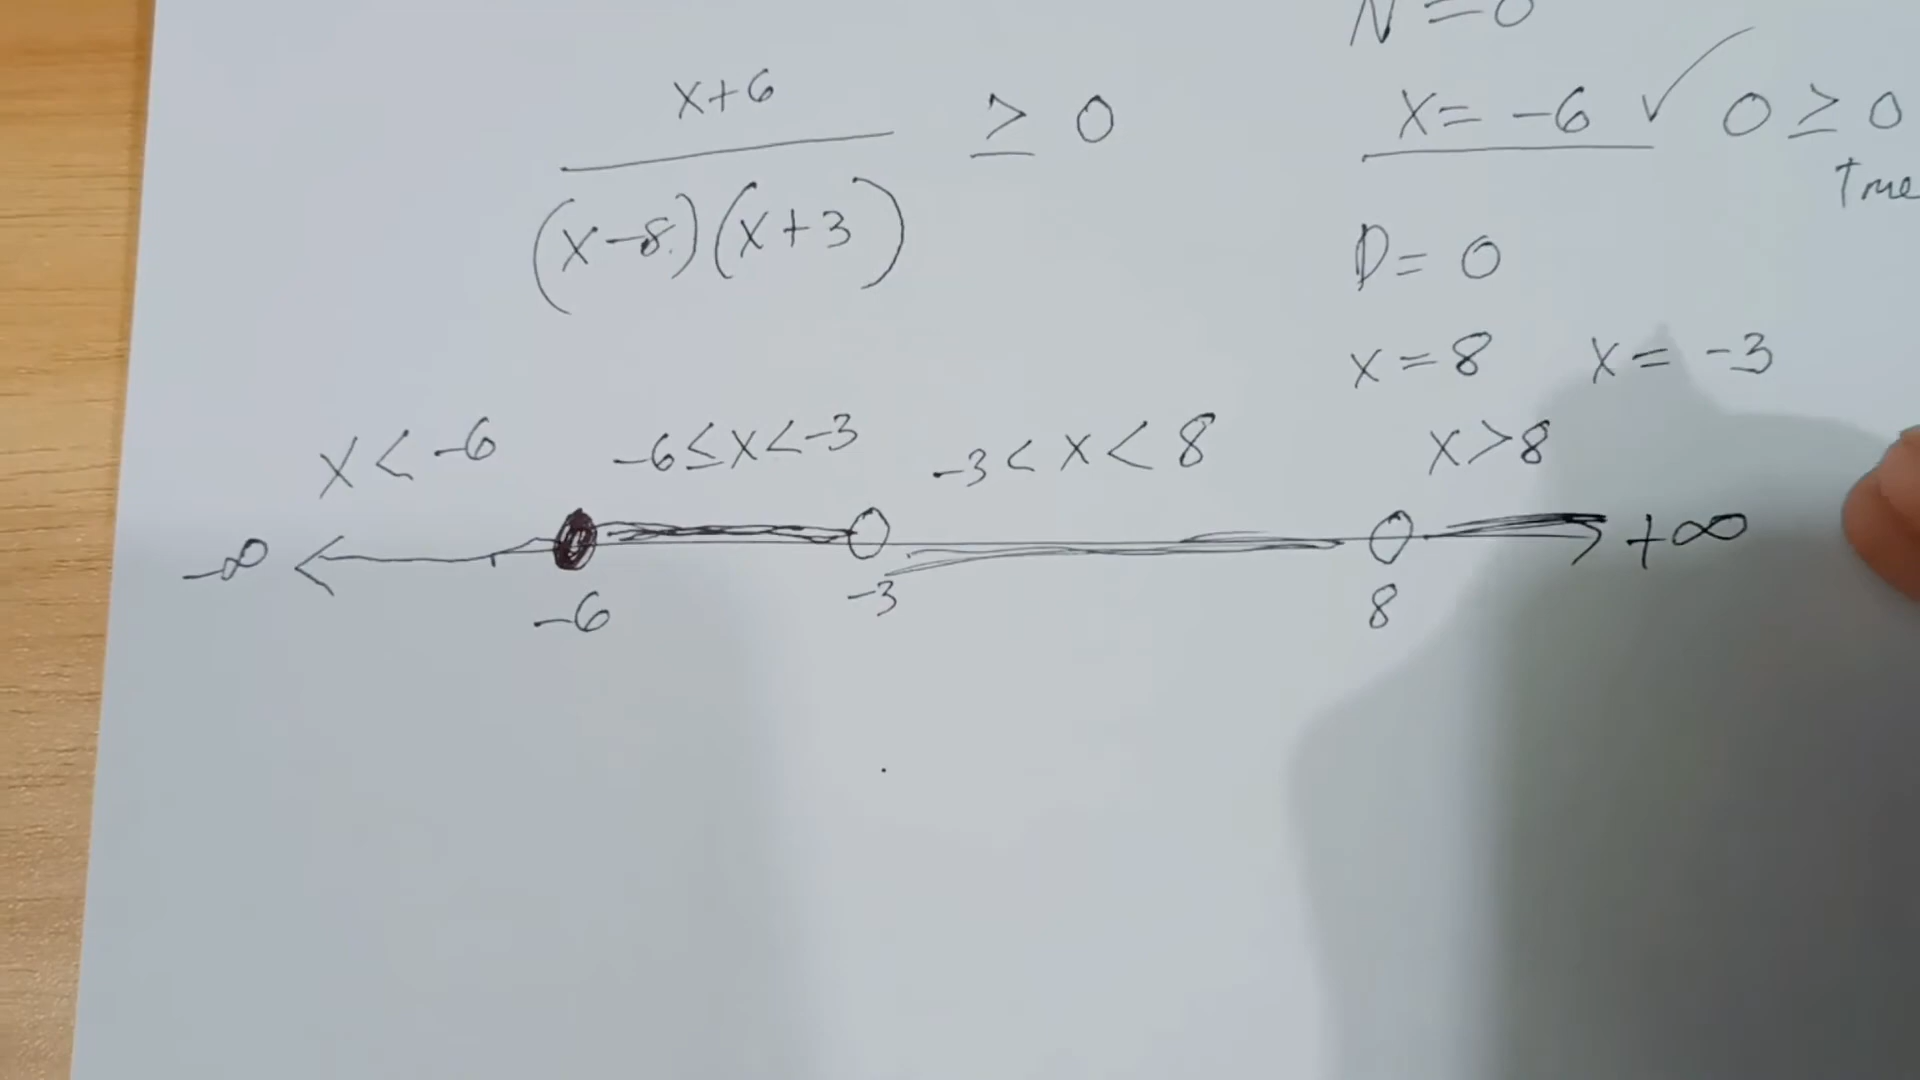 N = 0
x+6
≥ 0
(x-8)(x+3)
x = -6 ✓ 0 ≥ 0
True
D = 0
x = 8 x = -3
x < -6 -6 ≤ x < -3 -3 < x < 8 x > 8
-∞ +∞
-6 -3 8